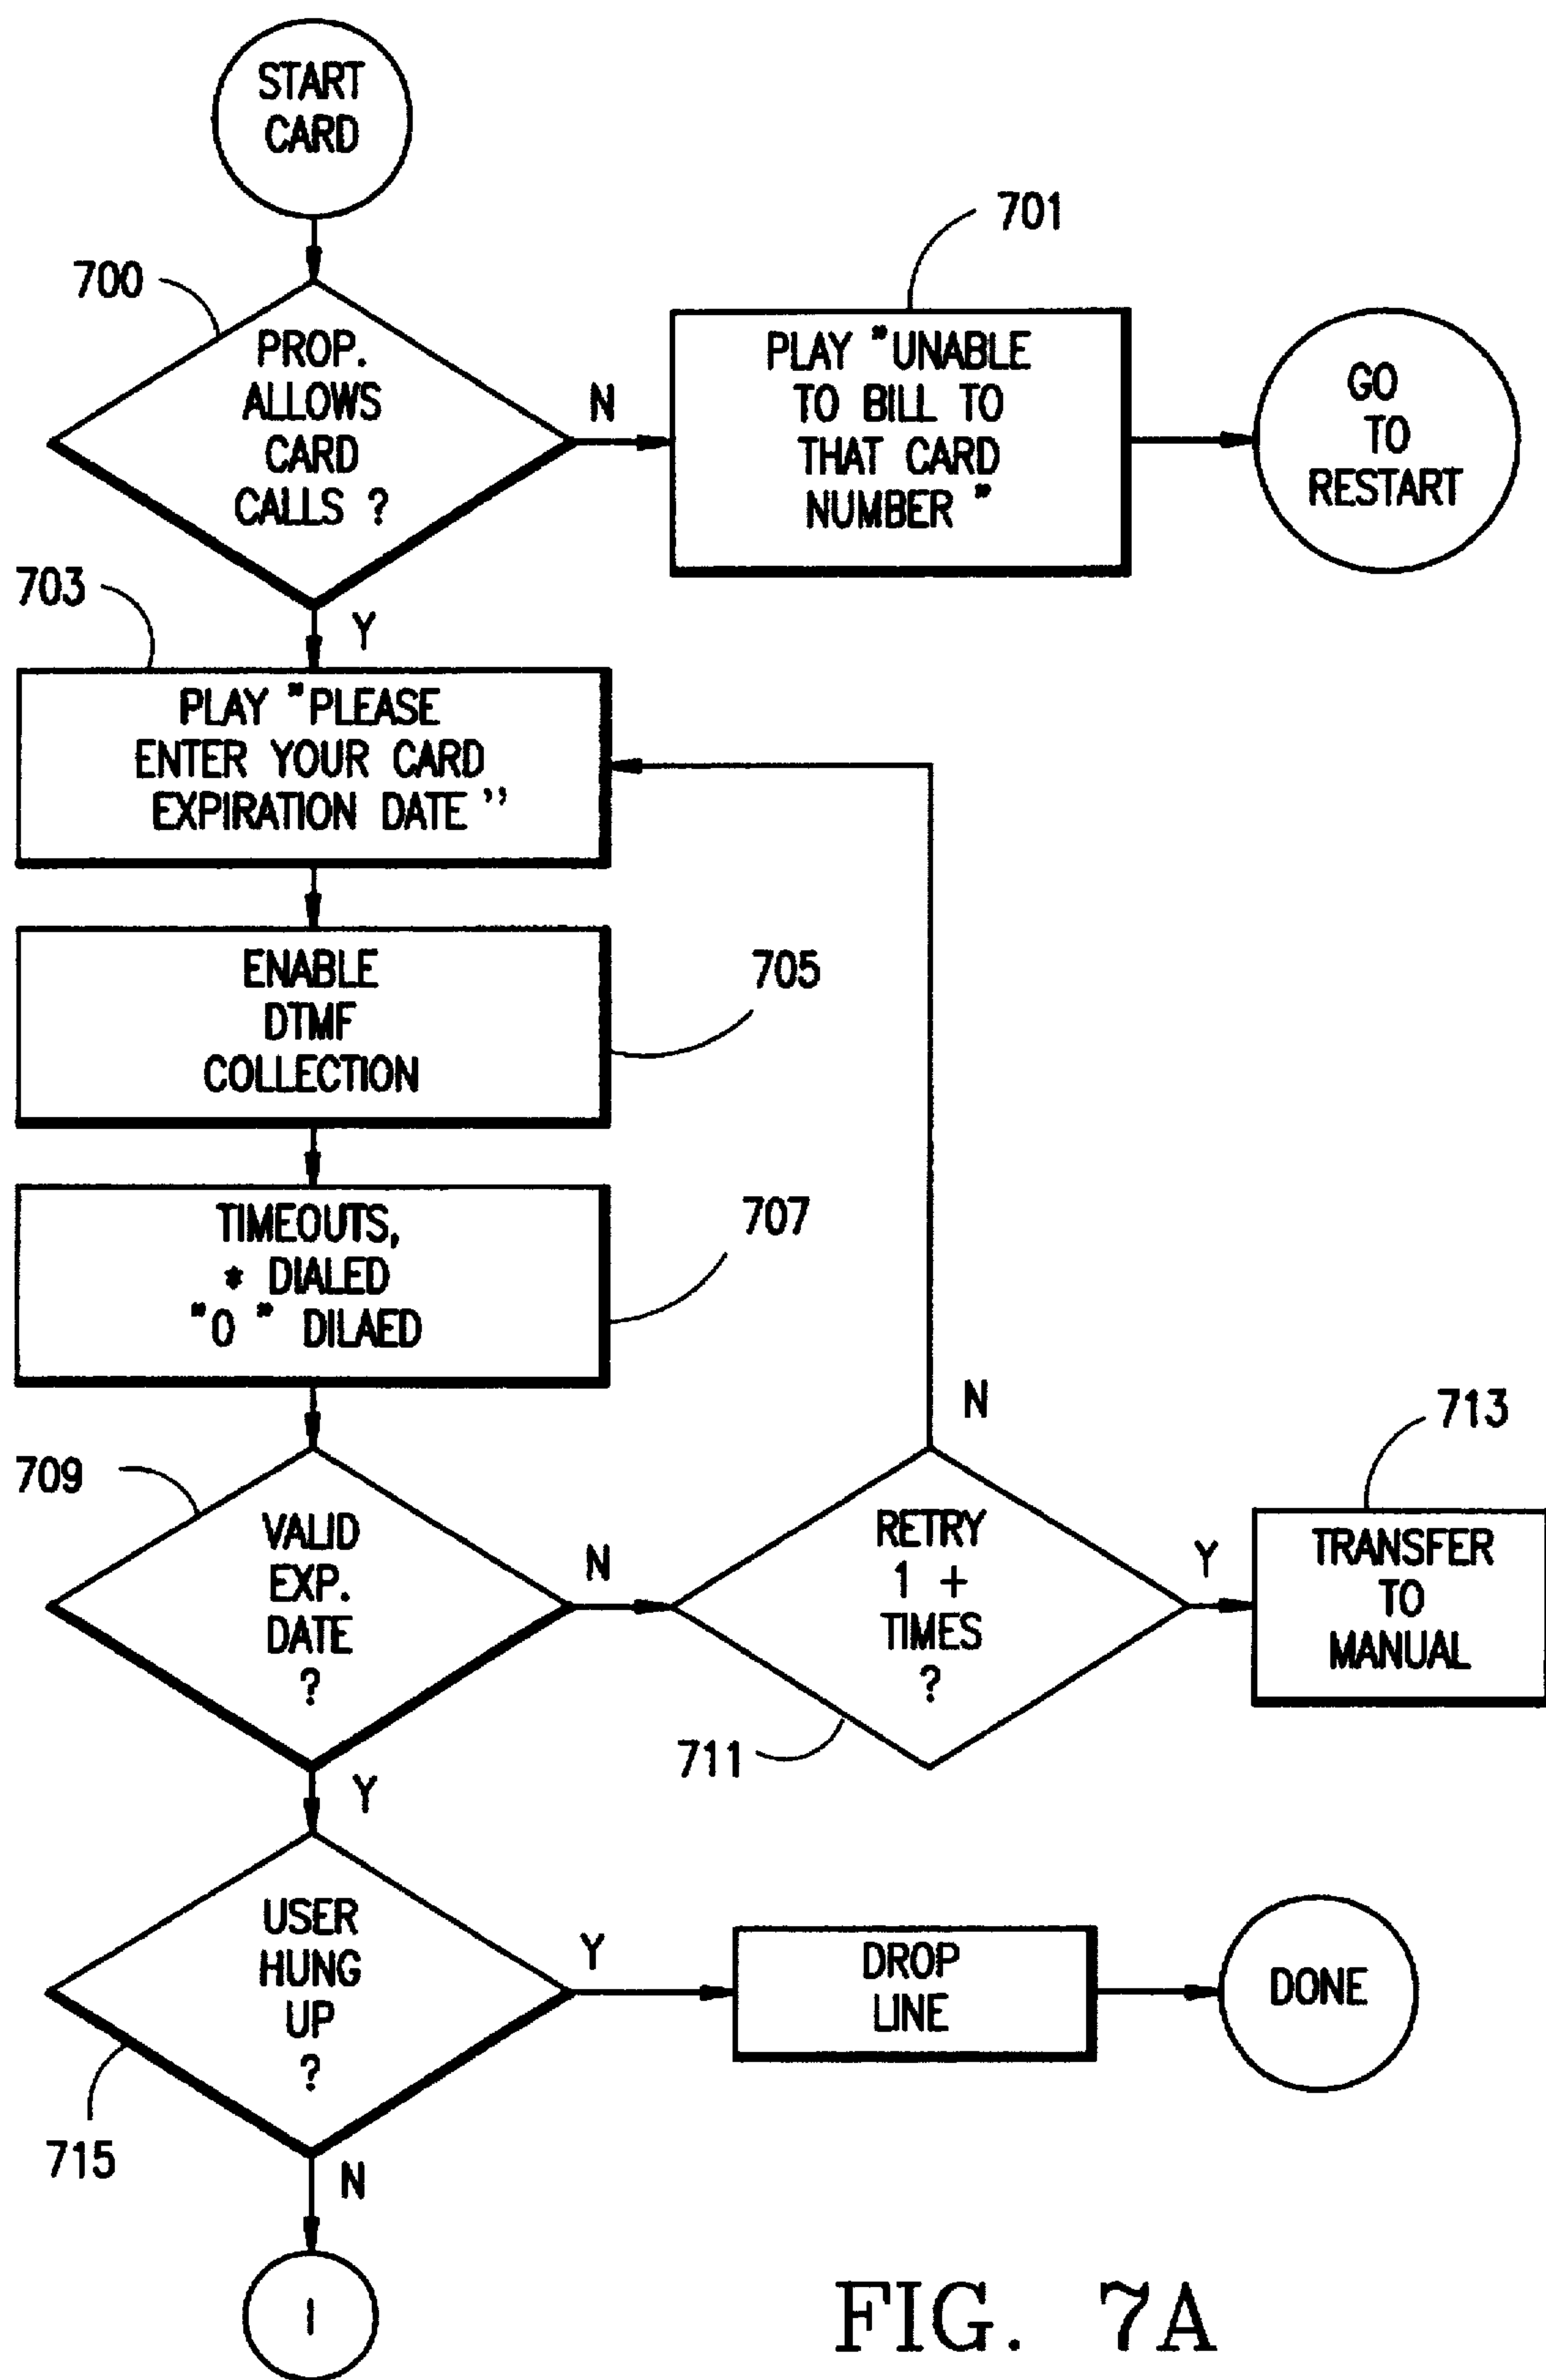 START
CARD
700
PROP.
ALLOWS
CARD
CALLS ?
N
701
PLAY "UNABLE
TO BILL TO
THAT CARD
NUMBER "
GO
TO
RESTART
Y
703
PLAY "PLEASE
ENTER YOUR CARD
EXPIRATION DATE ”
ENABLE
DTMF
COLLECTION
705
TIMEOUTS,
* DIALED
"0 " DILAED
707
709
VALID
EXP.
DATE
?
N
RETRY
1 +
TIMES
?
711
N
Y
713
TRANSFER
TO
MANUAL
Y
USER
HUNG
UP
?
715
Y
DROP
LINE
DONE
N
1
FIG. 7A